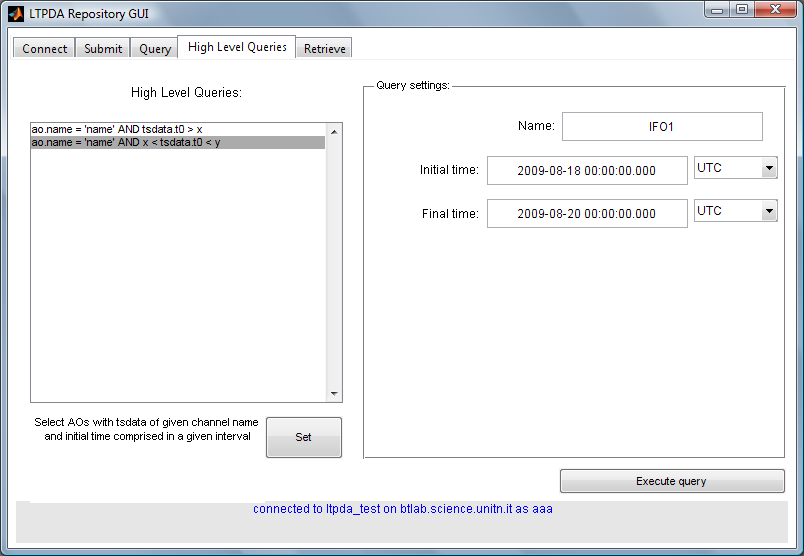 LTPDA Repository GUI
Connect Submit Query High Level Queries Retrieve
High Level Queries:
ao.name = 'name' AND tsdata.t0 > x
ao.name = 'name' AND x < tsdata.t0 < y
Select AOs with tsdata of given channel name
and initial time comprised in a given interval
Set
Query settings:
Name: IFO1
Initial time: 2009-08-18 00:00:00.000 UTC
Final time: 2009-08-20 00:00:00.000 UTC
Execute query
connected to ltpda_test on btlab.science.unitn.it as aaa